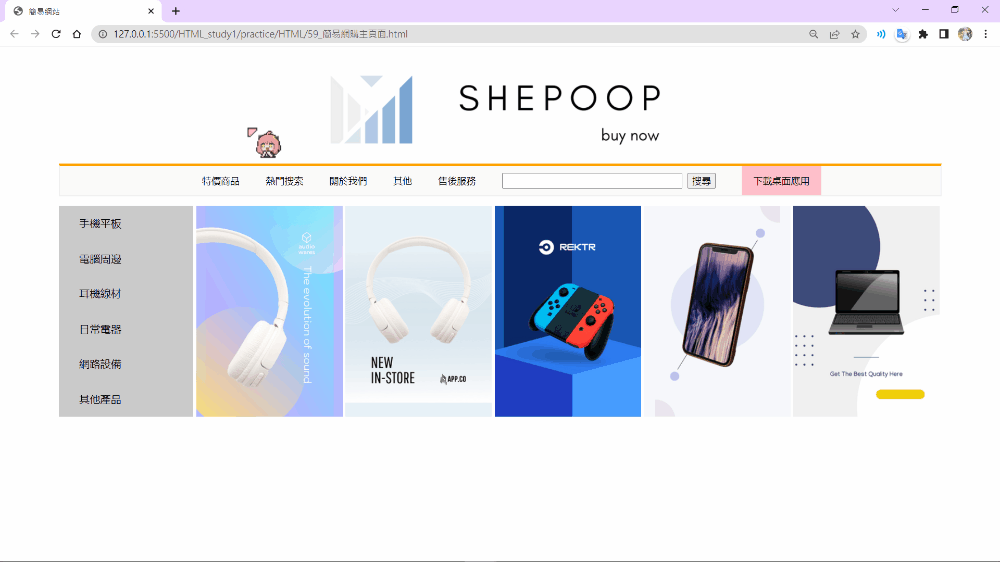 簡易網站
127.0.0.1:5500/HTML_study1/practice/HTML/59_簡易網購主頁面.html
SHEPOOP
buy now
特價商品 熱門搜索 關於我們 其他 售後服務 搜尋 下載桌面應用
手機平板
電腦周邊
耳機線材
日常電器
網路設備
其他產品
The evolution of sound
NEW
IN-STORE
APP.CO
REKTR
Get The Best Quality Here